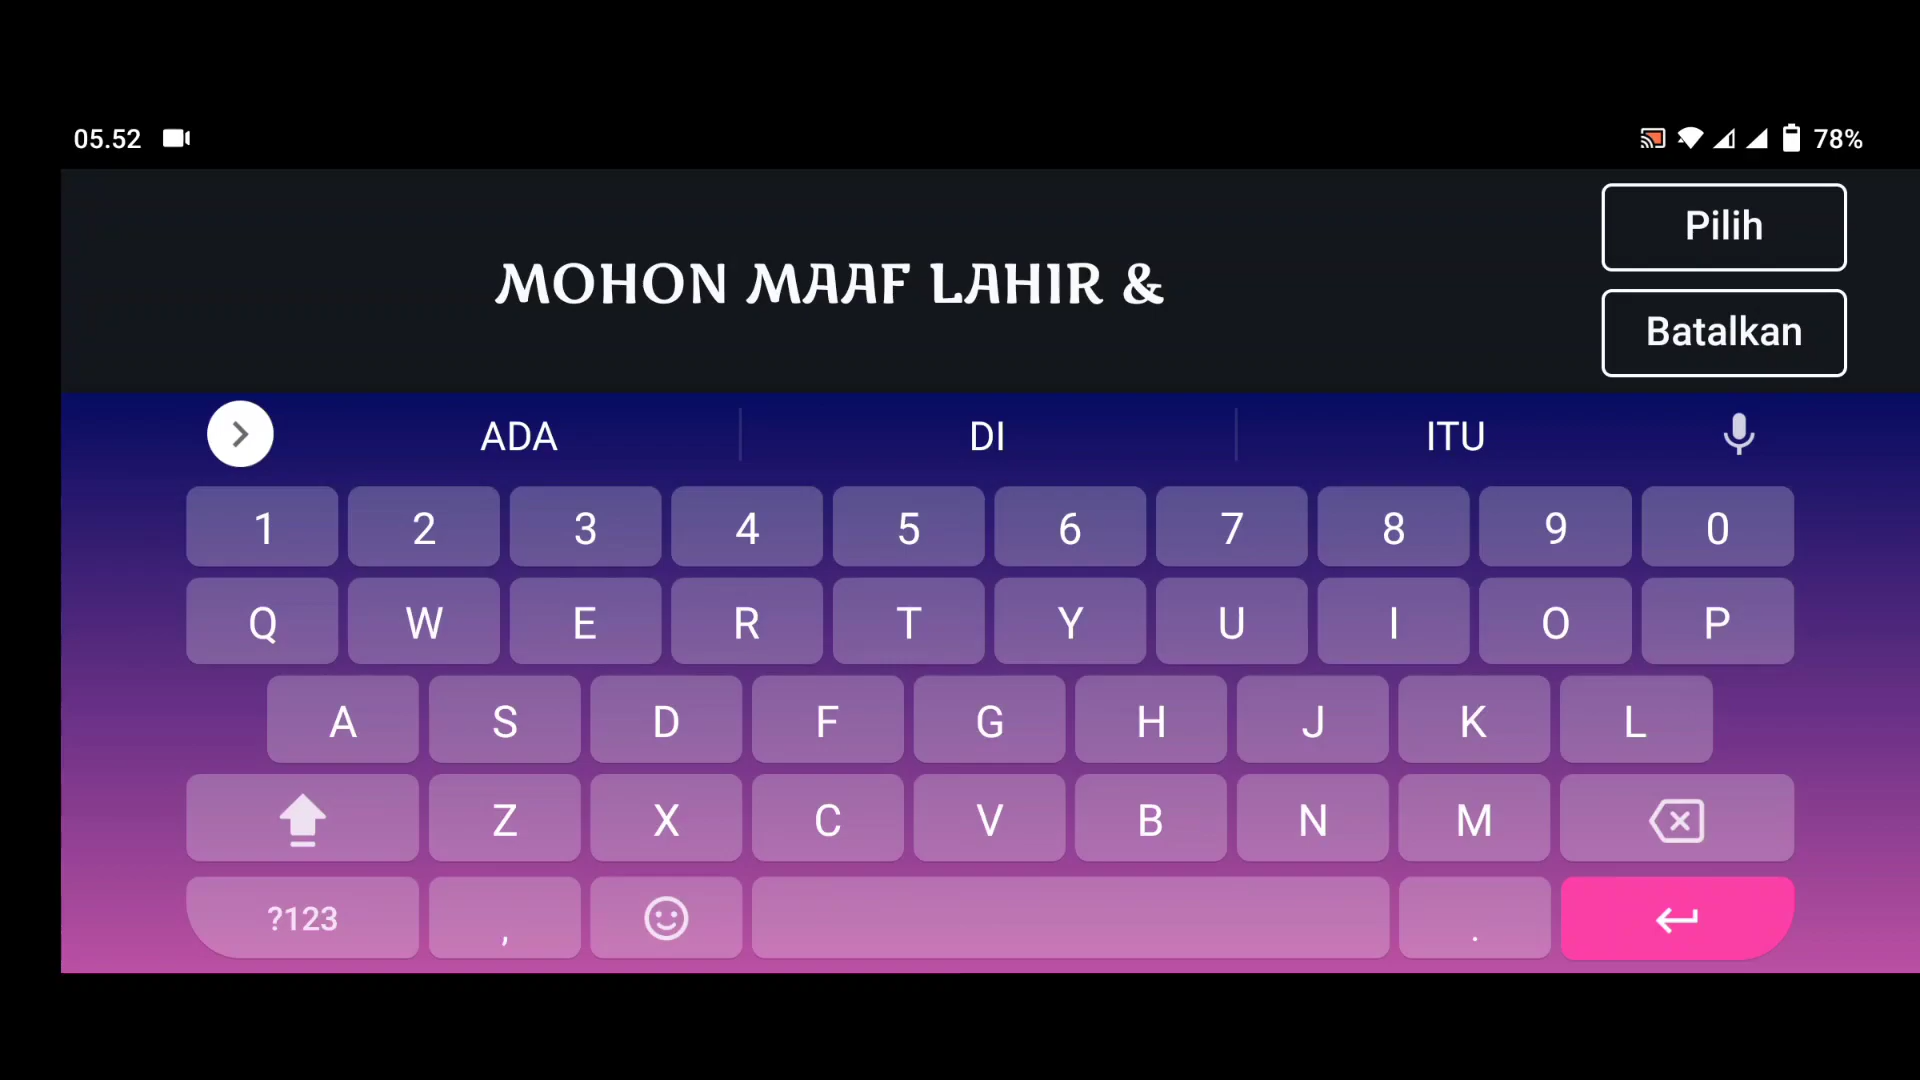 05.52 78%
Pilih
MOHON MAAF LAHIR &
Batalkan
ADA DI ITU
1 2 3 4 5 6 7 8 9 0
Q W E R T Y U I O P
A S D F G H J K L
Z X C V B N M
?123 , .